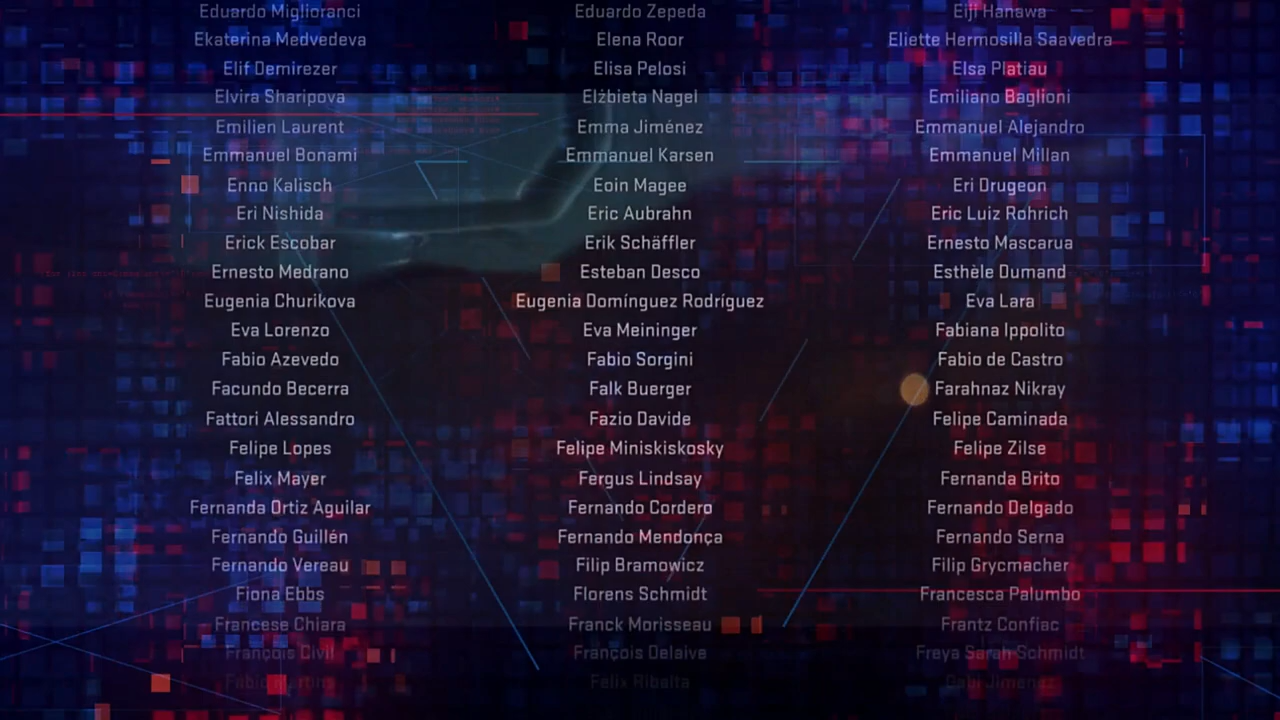 Eduardo Miglioranci Eduardo Zepeda Eiji Hanawa
Ekaterina Medvedeva Elena Roor Eliette Hermosilla Saavedra
Elif Demirezer Elisa Pelosi Elsa Platiau
Elvira Sharipova Elżbieta Nagel Emiliano Baglioni
Emilien Laurent Emma Jiménez Emmanuel Alejandro
Emmanuel Bonami Emmanuel Karsen Emmanuel Millan
Enno Kalisch Eoin Magee Eri Drugeon
Eri Nishida Eric Aubrahn Eric Luiz Rohrich
Erick Escobar Erik Schäffler Ernesto Mascarua
Ernesto Medrano Esteban Desco Esthèle Dumand
Eugenia Churikova Eugenia Domínguez Rodríguez Eva Lara
Eva Lorenzo Eva Meininger Fabiana Ippolito
Fabio Azevedo Fabio Sorgini Fabio de Castro
Facundo Becerra Falk Buerger Farahnaz Nikray
Fattori Alessandro Fazio Davide Felipe Caminada
Felipe Lopes Felipe Miniskiskosky Felipe Zilse
Felix Mayer Fergus Lindsay Fernanda Brito
Fernanda Ortiz Aguilar Fernando Cordero Fernando Delgado
Fernando Guillén Fernando Mendonça Fernando Serna
Fernando Vereau Filip Bramowicz Filip Grycmacher
Fiona Ebbs Florens Schmidt Francesca Palumbo
Francese Chiara Franck Morisseau Frantz Confiac
François Civil François Delaive Freya Sarah Schmidt
Fabio Martins Felix Ribeita Gabi Jiménez